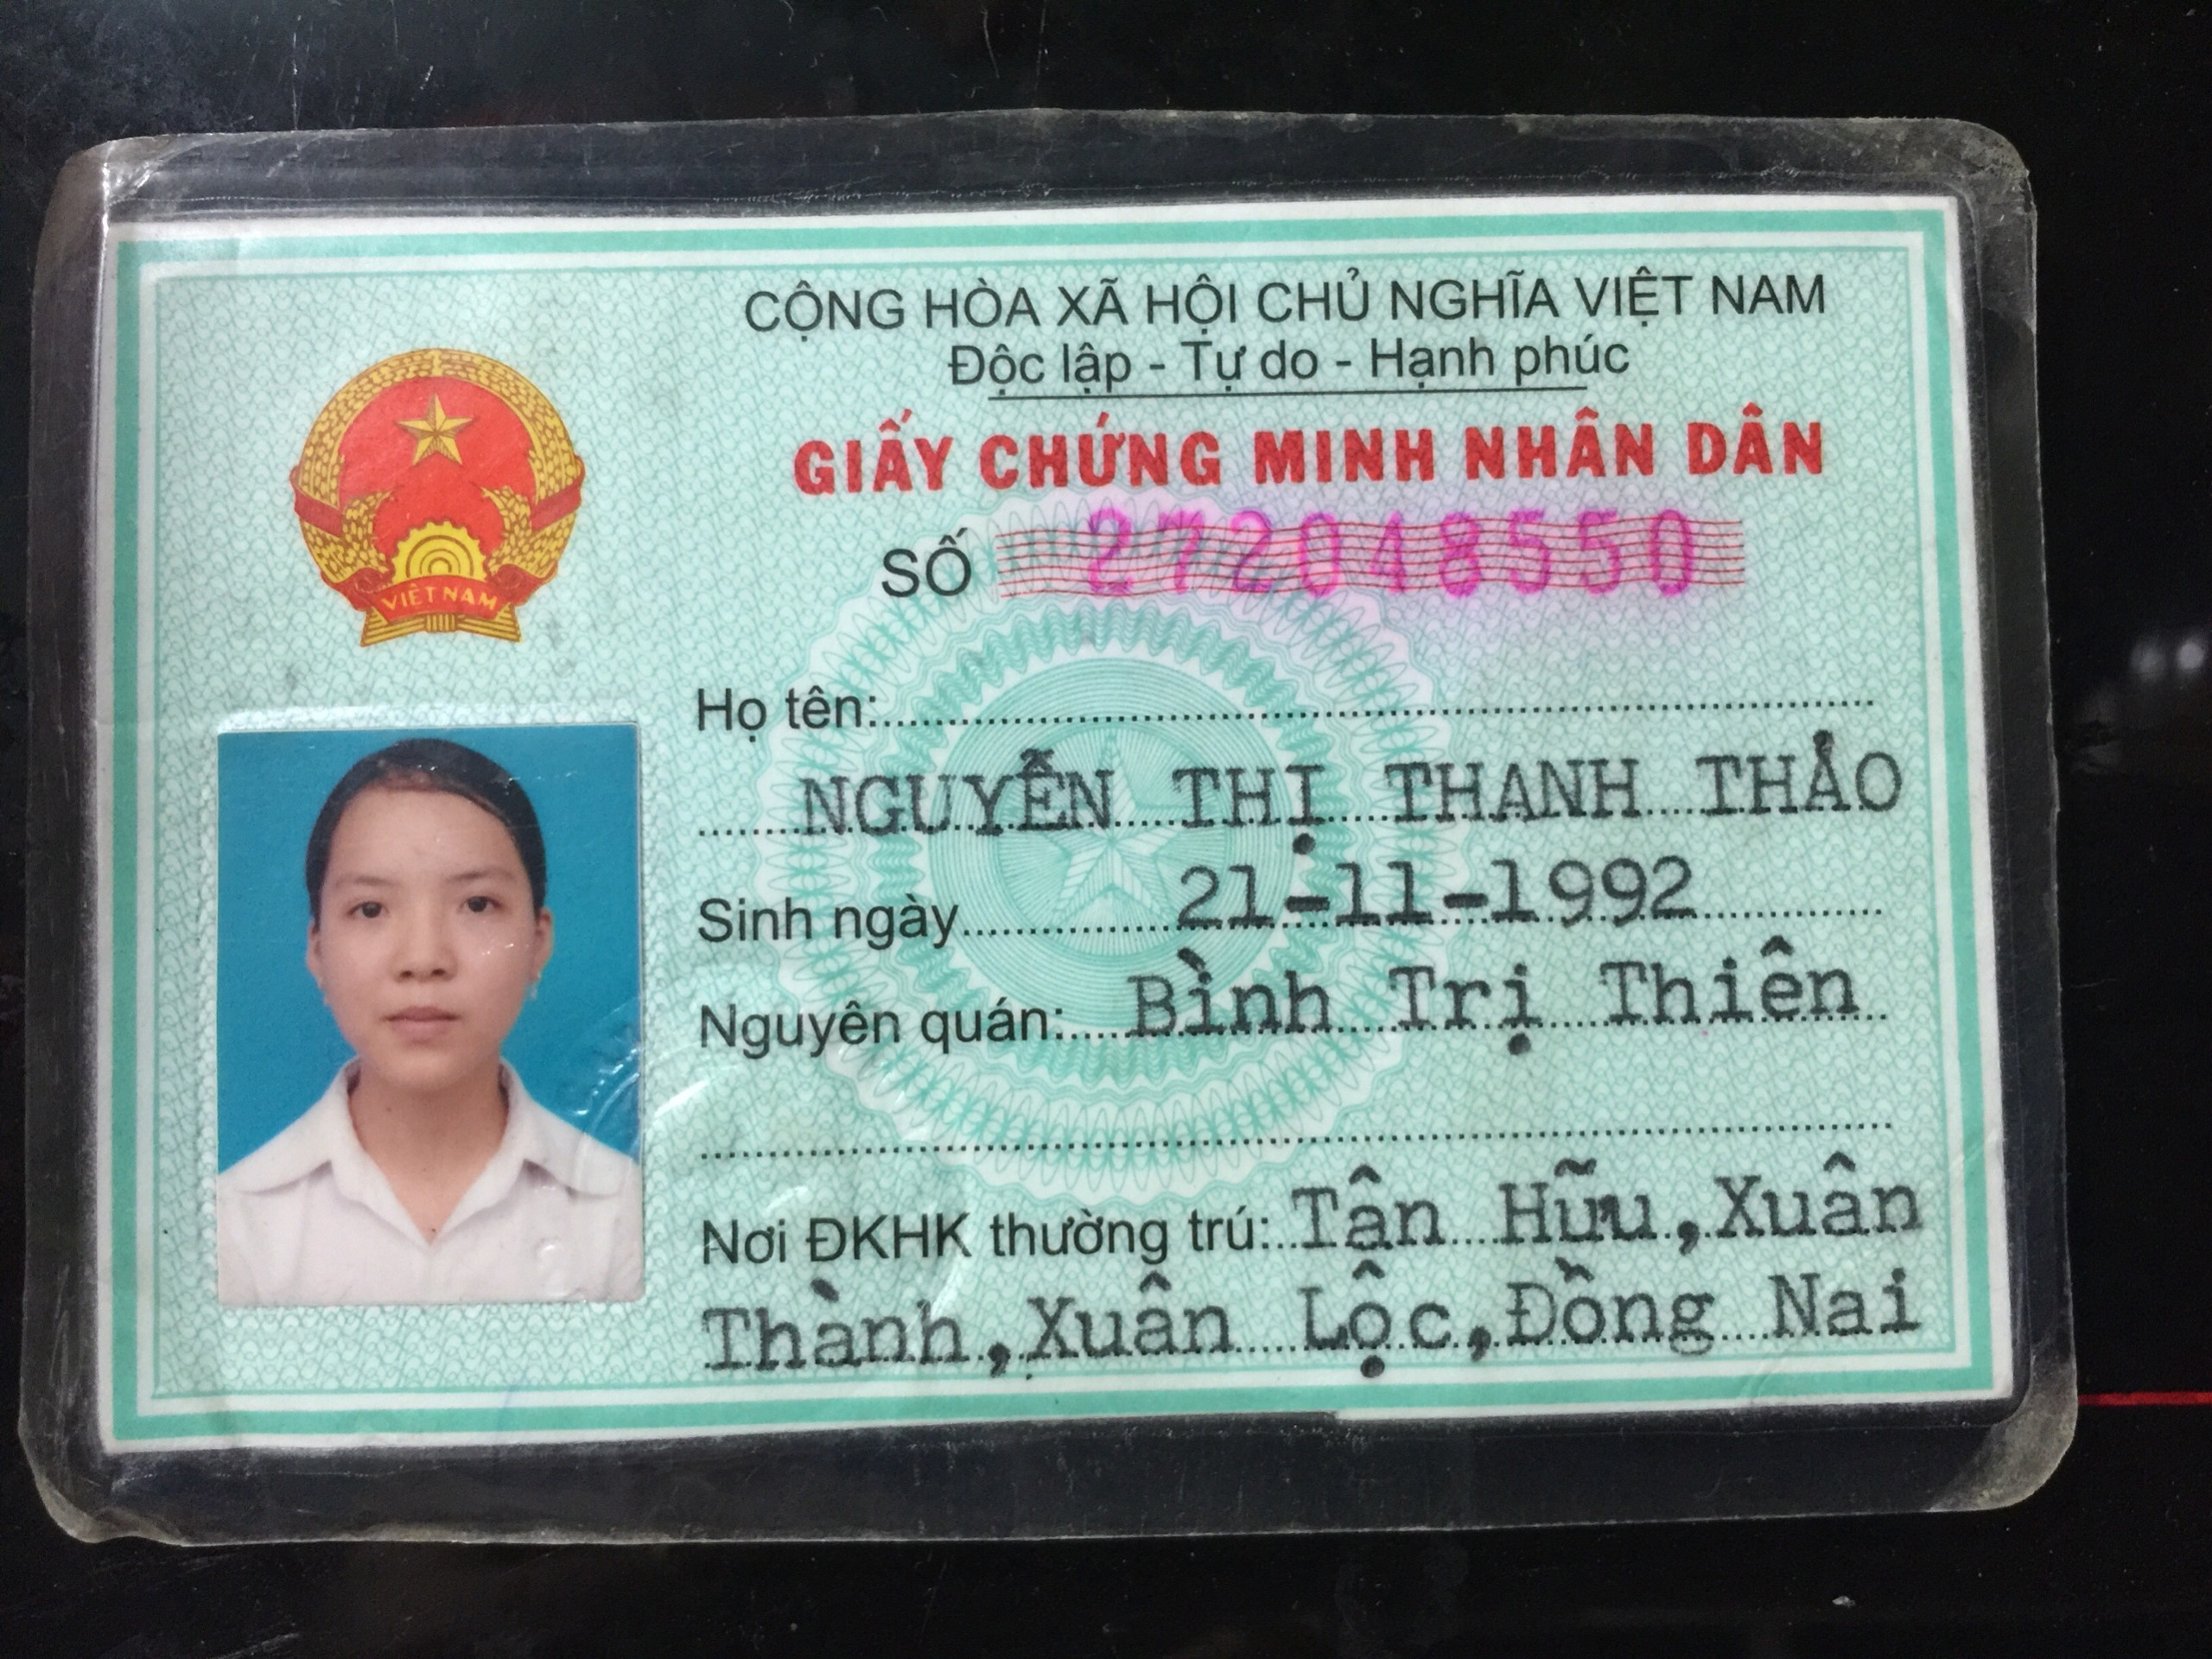 CỘNG HÒA XÃ HỘI CHỦ NGHĨA VIỆT NAM
Độc lập - Tự do - Hạnh phúc
GIẤY CHỨNG MINH NHÂN DÂN
SỐ 272048550
VIỆT NAM
Họ tên:
NGUYỄN THỊ THANH THẢO
Sinh ngày 21-11-1992
Nguyên quán: Bình Trị Thiên
Nơi ĐKHK thường trú: Tân Hữu,Xuân
Thành,Xuân Lộc,Đồng Nai